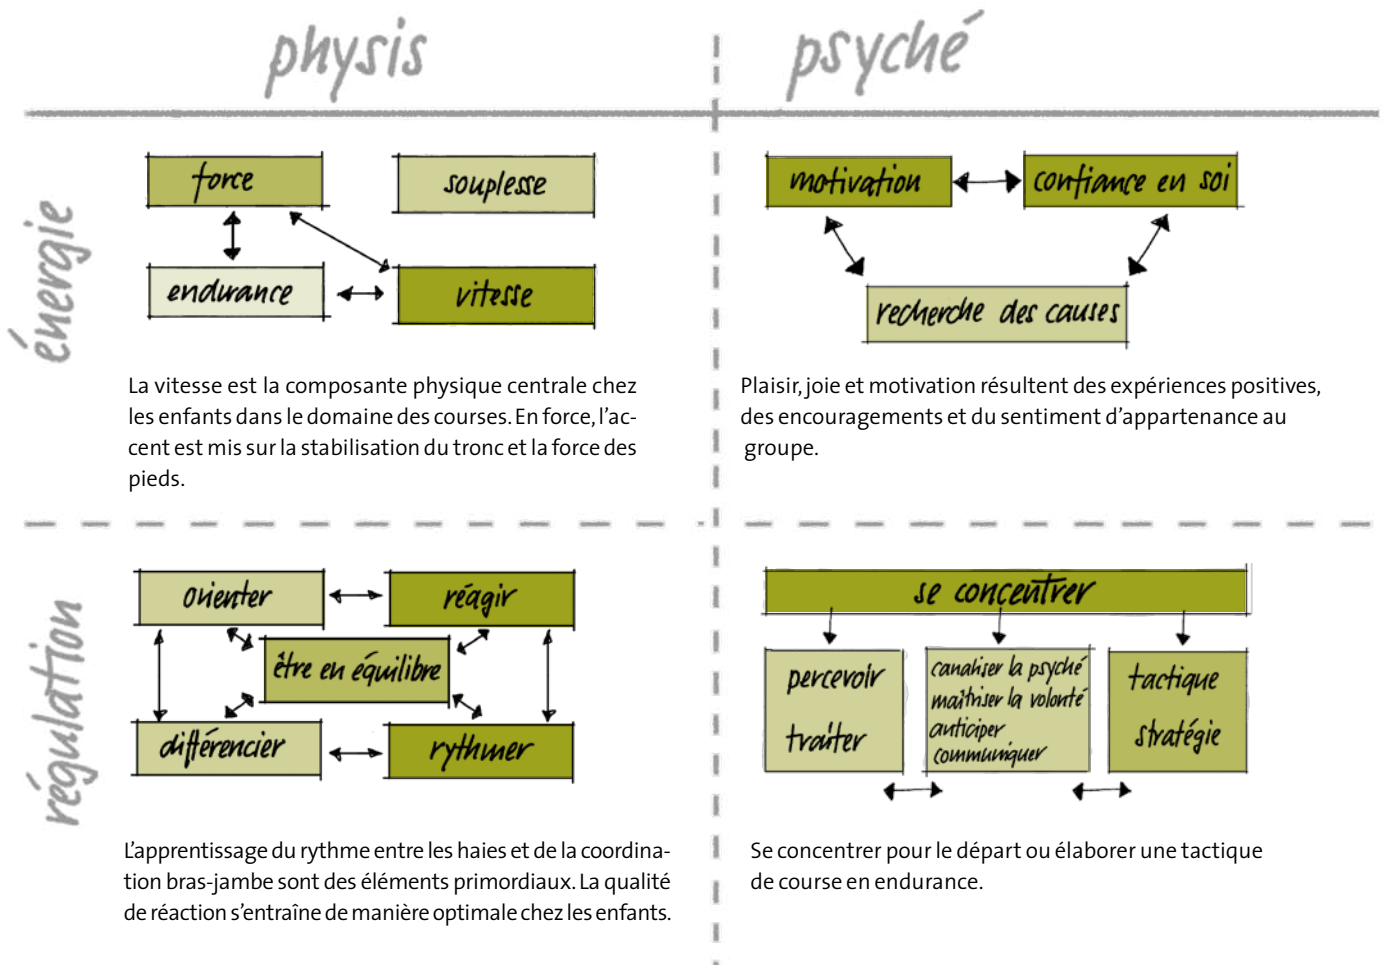 physis
psyché
énergie
force
souplesse
endurance
vitesse
La vitesse est la composante physique centrale chez
les enfants dans le domaine des courses. En force, l'ac-
cent est mis sur la stabilisation du tronc et la force des
pieds.
motivation
confiance en soi
recherche des causes
Plaisir, joie et motivation résultent des expériences positives,
des encouragements et du sentiment d'appartenance au
groupe.
régulation
orienter
réagir
être en équilibre
différencier
rythmer
L'apprentissage du rythme entre les haies et de la coordina-
tion bras-jambe sont des éléments primordiaux. La qualité
de réaction s'entraîne de manière optimale chez les enfants.
se concentrer
percevoir
traiter
canaliser la psyché
maîtriser la volonté
anticiper
communiquer
tactique
stratégie
Se concentrer pour le départ ou élaborer une tactique
de course en endurance.